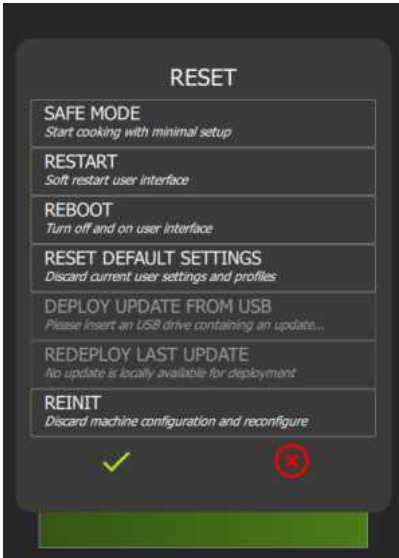 RESET
SAFE MODE
Start cooking with minimal setup
RESTART
Soft restart user interface
REBOOT
Turn off and on user interface
RESET DEFAULT SETTINGS
Discard current user settings and profiles
DEPLOY UPDATE FROM USB
Please insert an USB drive containing an update...
REDEPLOY LAST UPDATE
No update is locally available for deployment
REINIT
Discard machine configuration and reconfigure